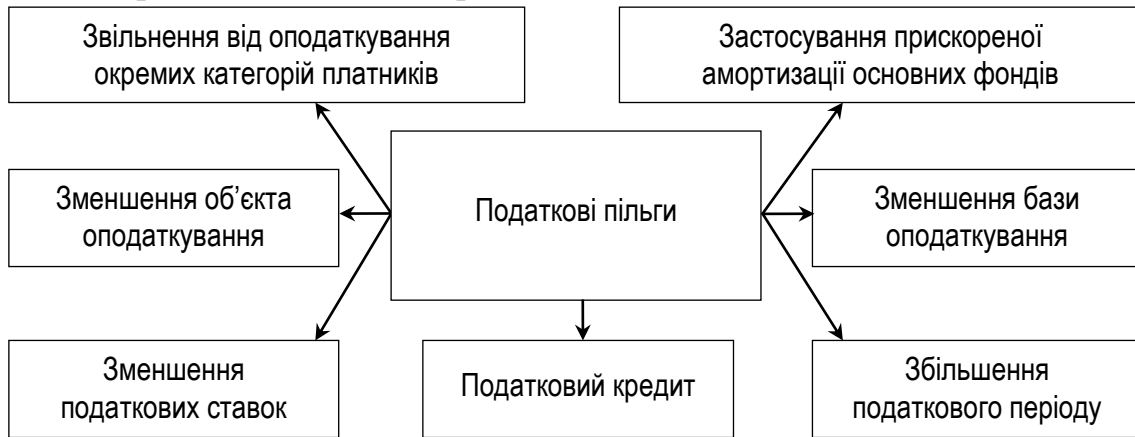 Звільнення від оподаткування
окремих категорій платників
Застосування прискореної
амортизації основних фондів
Зменшення об’єкта
оподаткування
Податкові пільги
Зменшення бази
оподаткування
Зменшення
податкових ставок
Податковий кредит
Збільшення
податкового періоду